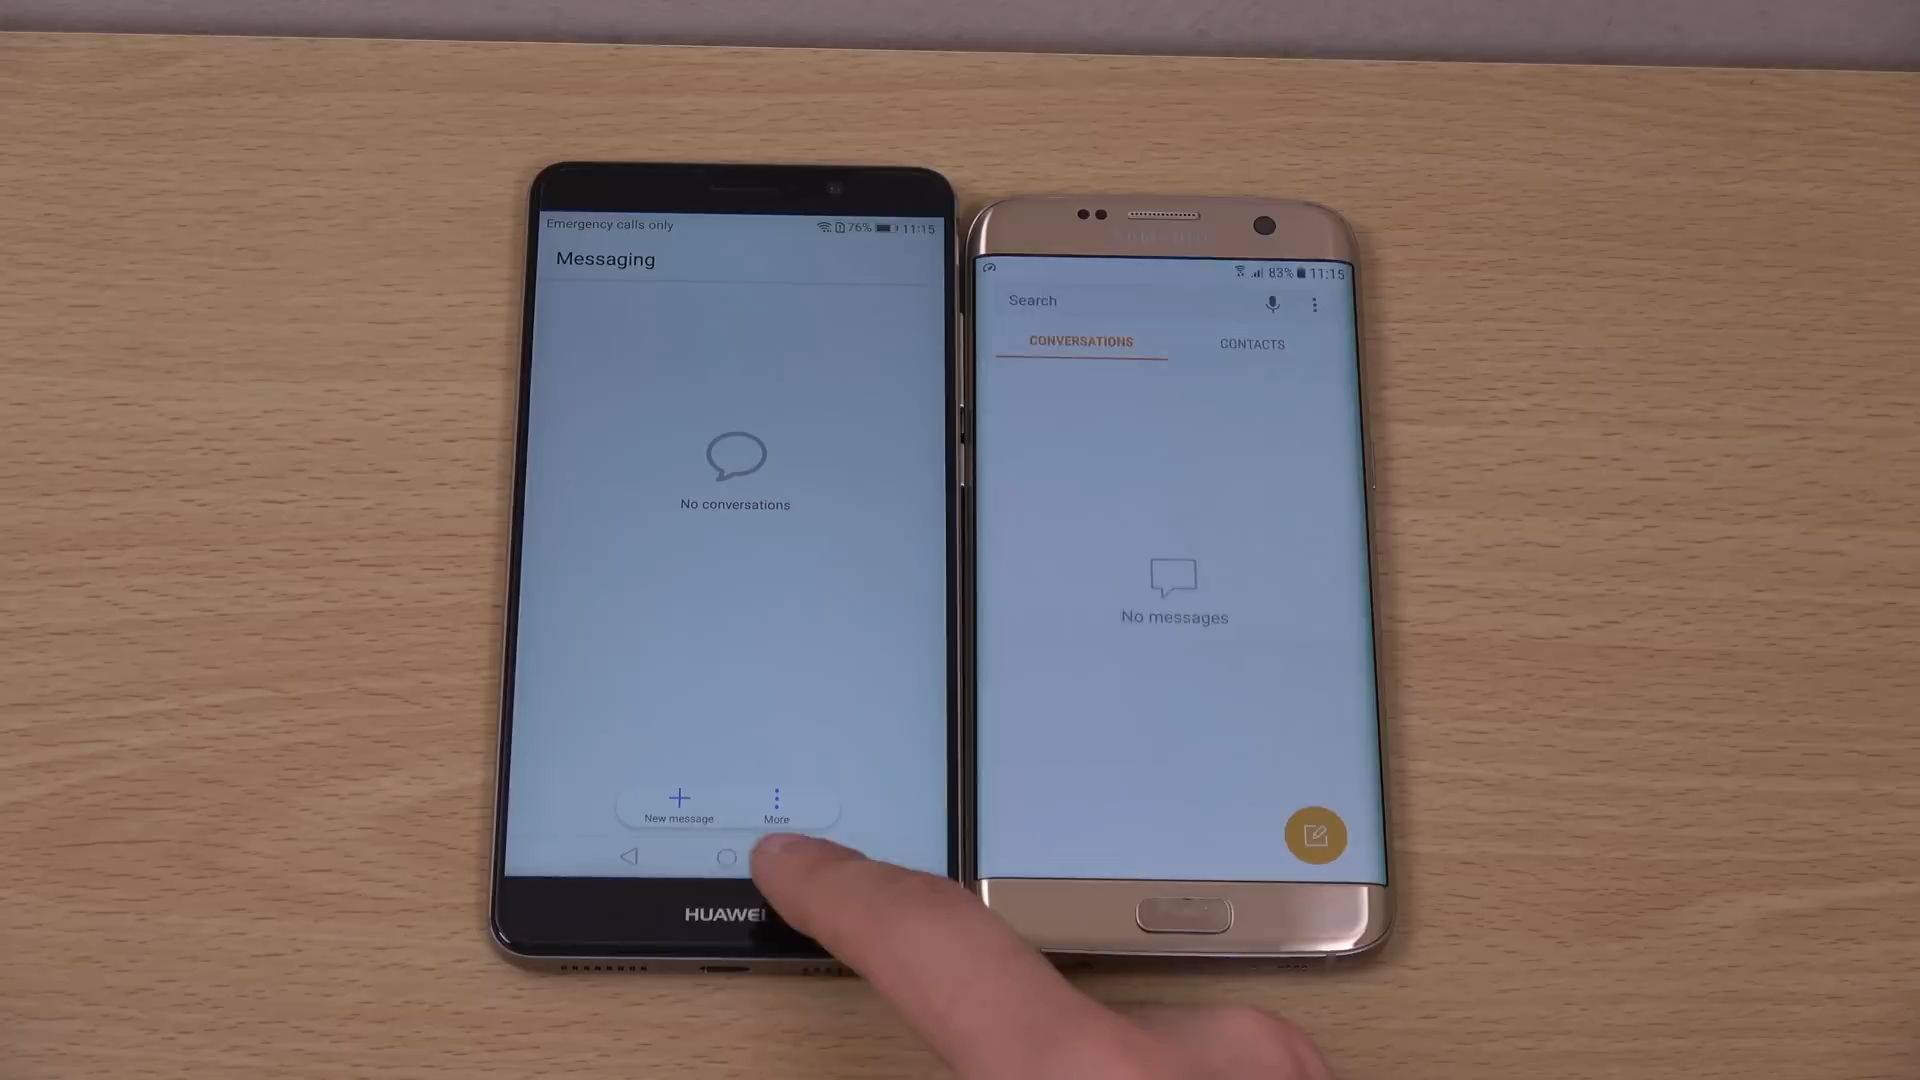 Emergency calls only
76%
11:15
Messaging
No conversations
New message
More
HUAWEI
SAMSUNG
83%
11:15
Search
CONVERSATIONS
CONTACTS
No messages